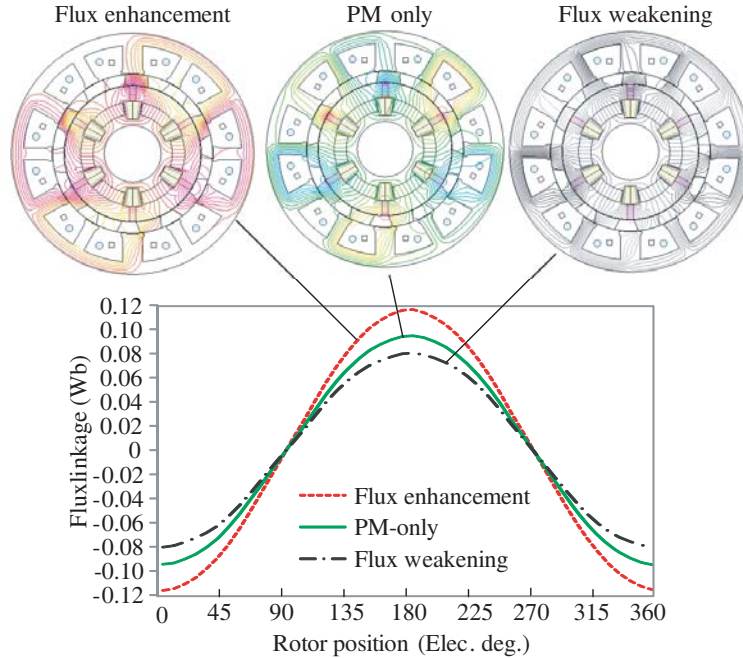 Flux enhancement PM only Flux weakening
0.12
0.10
0.08
0.06
0.04
0.02
0
-0.02
-0.04
-0.06
-0.08
-0.10
-0.12
Fluxlinkage (Wb)
Flux enhancement
PM-only
Flux weakening
0 45 90 135 180 225 270 315 360
Rotor position (Elec. deg.)